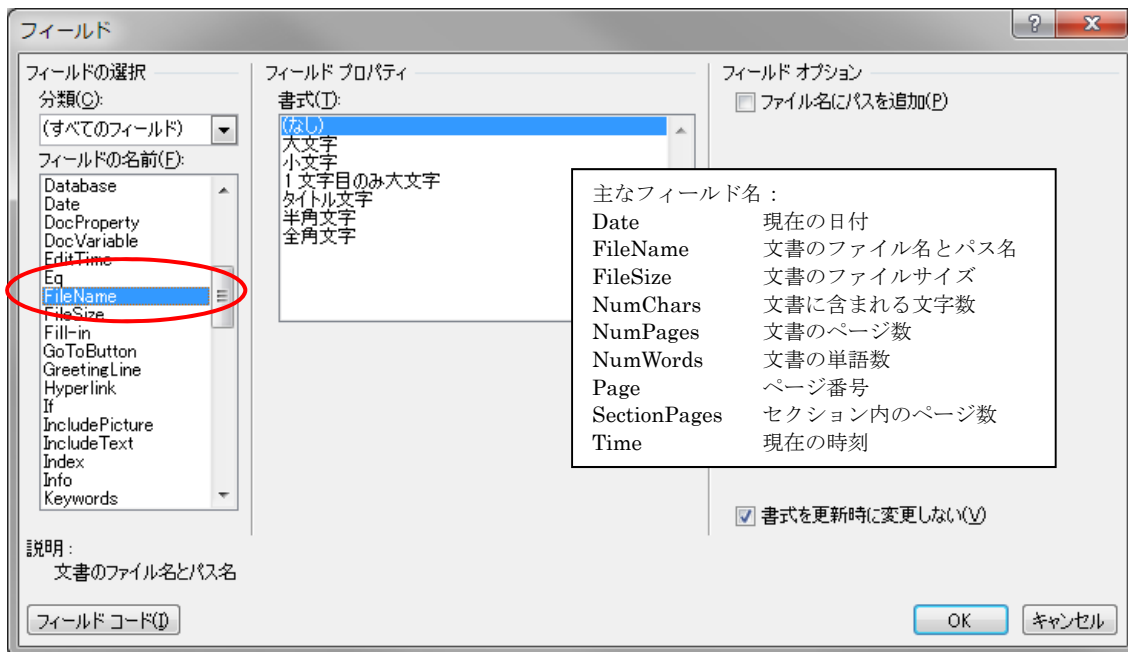 フィールド
フィールドの選択
分類(C):
(すべてのフィールド)
フィールドの名前(F):
Database
Date
DocProperty
DocVariable
EditTime
Eq
FileName
FileSize
Fill-in
GoToButton
GreetingLine
Hyperlink
If
IncludePicture
IncludeText
Index
Info
Keywords
説明:
文書のファイル名とパス名
フィールド コード(I)
フィールド プロパティ
書式(T):
(なし)
大文字
小文字
1 文字目のみ大文字
タイトル文字
半角文字
全角文字
フィールド オプション
ファイル名にパスを追加(P)
主なフィールド名:
Date 現在の日付
FileName 文書のファイル名とパス名
FileSize 文書のファイルサイズ
NumChars 文書に含まれる文字数
NumPages 文書のページ数
NumWords 文書の単語数
Page ページ番号
SectionPages セクション内のページ数
Time 現在の時刻
書式を更新時に変更しない(V)
OK
キャンセル